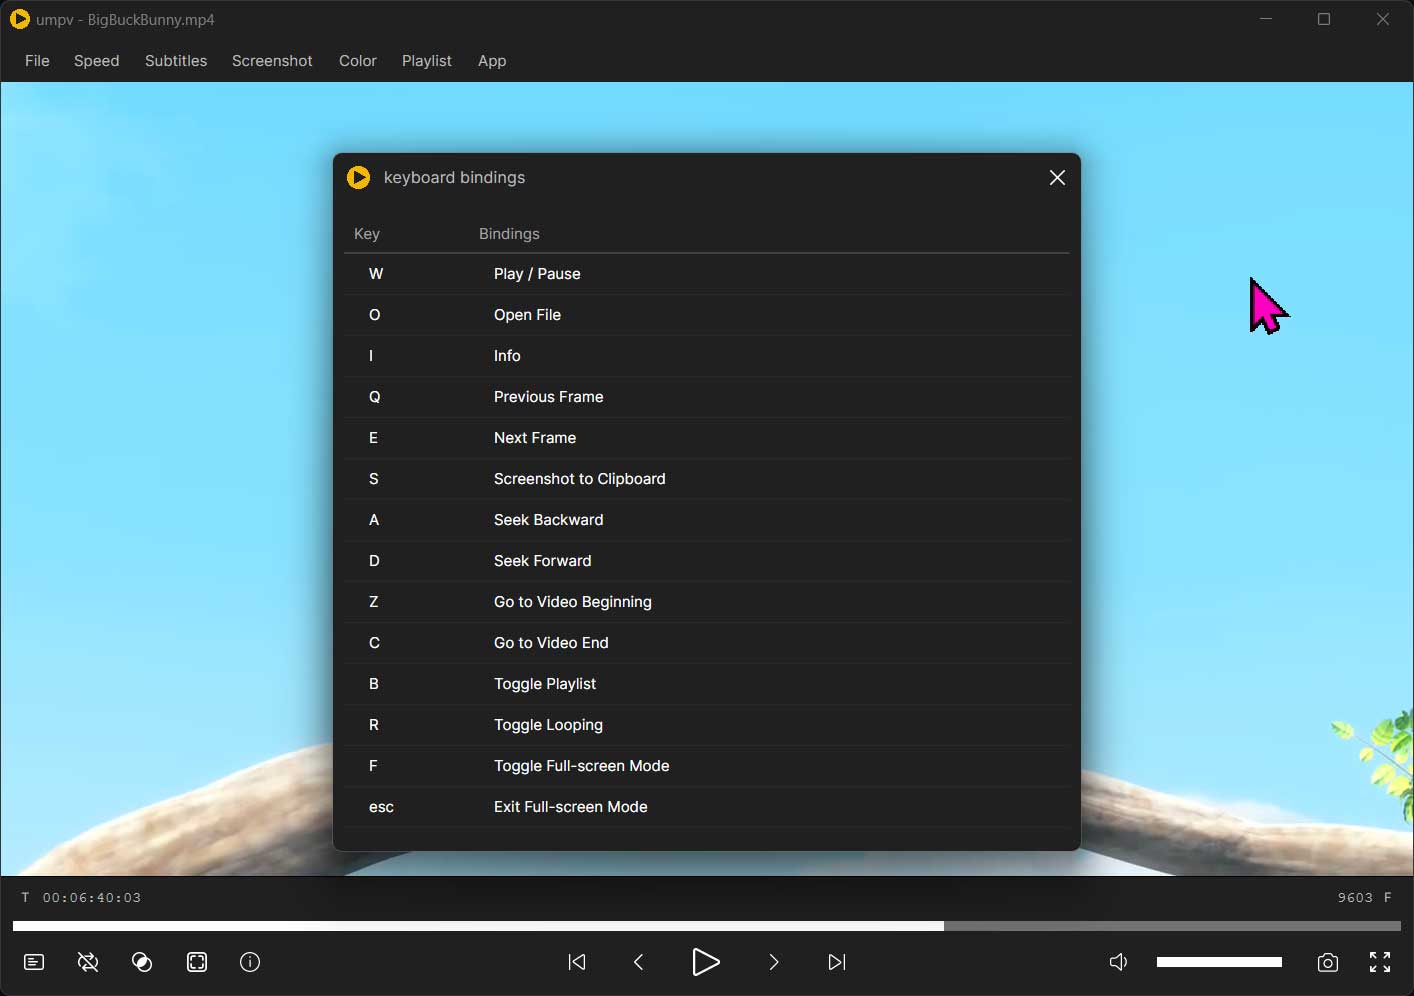 umpv - BigBuckBunny.mp4
File Speed Subtitles Screenshot Color Playlist App
keyboard bindings
Key Bindings
W Play / Pause
O Open File
I Info
Q Previous Frame
E Next Frame
S Screenshot to Clipboard
A Seek Backward
D Seek Forward
Z Go to Video Beginning
C Go to Video End
B Toggle Playlist
R Toggle Looping
F Toggle Full-screen Mode
esc Exit Full-screen Mode
T 00:06:40:03 9603 F